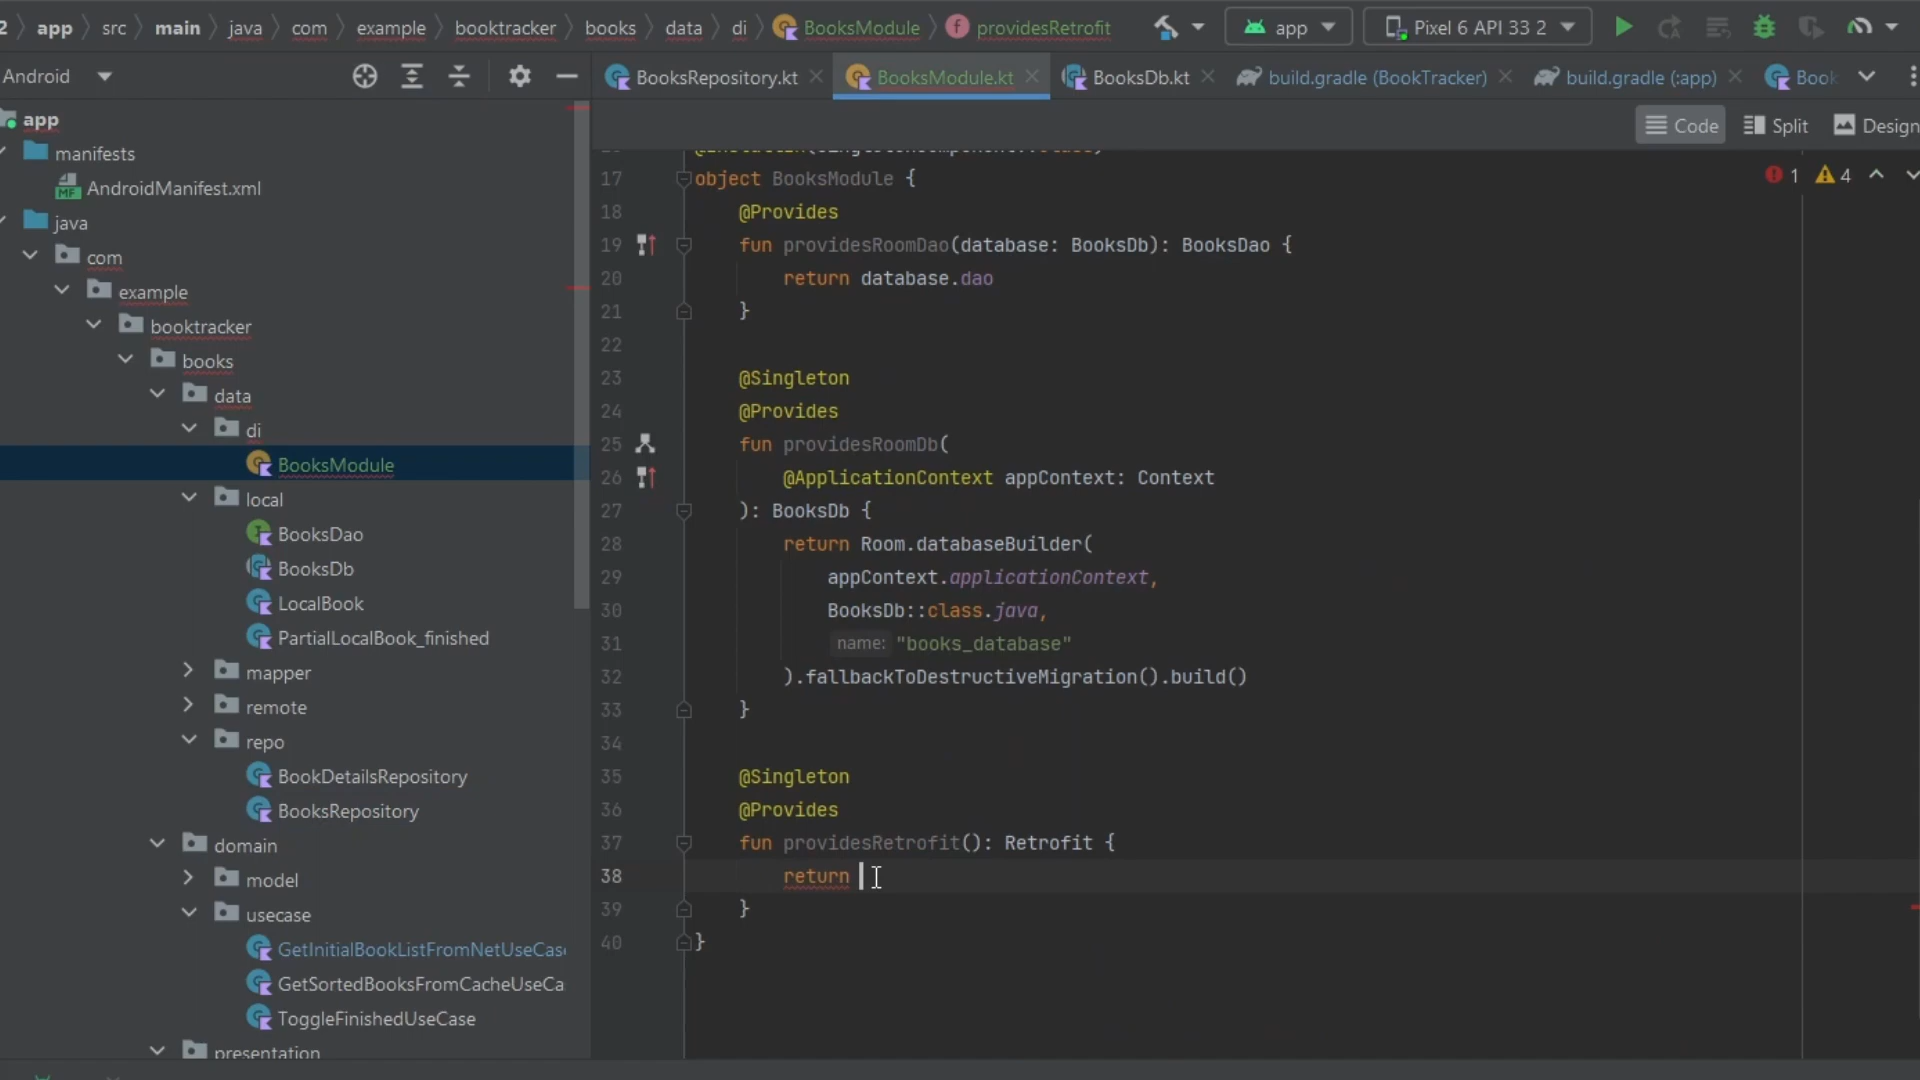 2 app src main java com example booktracker books data di BooksModule providesRetrofit app Pixel 6 API 33 2
Android BooksRepository.kt BooksModule.kt BooksDb.kt build.gradle (BookTracker) build.gradle (:app) Book
Code Split Design
app
manifests
MF AndroidManifest.xml
java
com
example
booktracker
books
data
di
BooksModule
local
BooksDao
BooksDb
LocalBook
PartialLocalBook_finished
mapper
remote
repo
BookDetailsRepository
BooksRepository
domain
model
usecase
GetInitialBookListFromNetUseCase
GetSortedBooksFromCacheUseCa
ToggleFinishedUseCase
presentation
1 4
17 object BooksModule {
18 @Provides
19 fun providesRoomDao(database: BooksDb): BooksDao {
20 return database.dao
21 }
22
23 @Singleton
24 @Provides
25 fun providesRoomDb(
26 @ApplicationContext appContext: Context
27 ): BooksDb {
28 return Room.databaseBuilder(
29 appContext.applicationContext,
30 BooksDb::class.java,
31 name: "books_database"
32 ).fallbackToDestructiveMigration().build()
33 }
34
35 @Singleton
36 @Provides
37 fun providesRetrofit(): Retrofit {
38 return
39 }
40 }